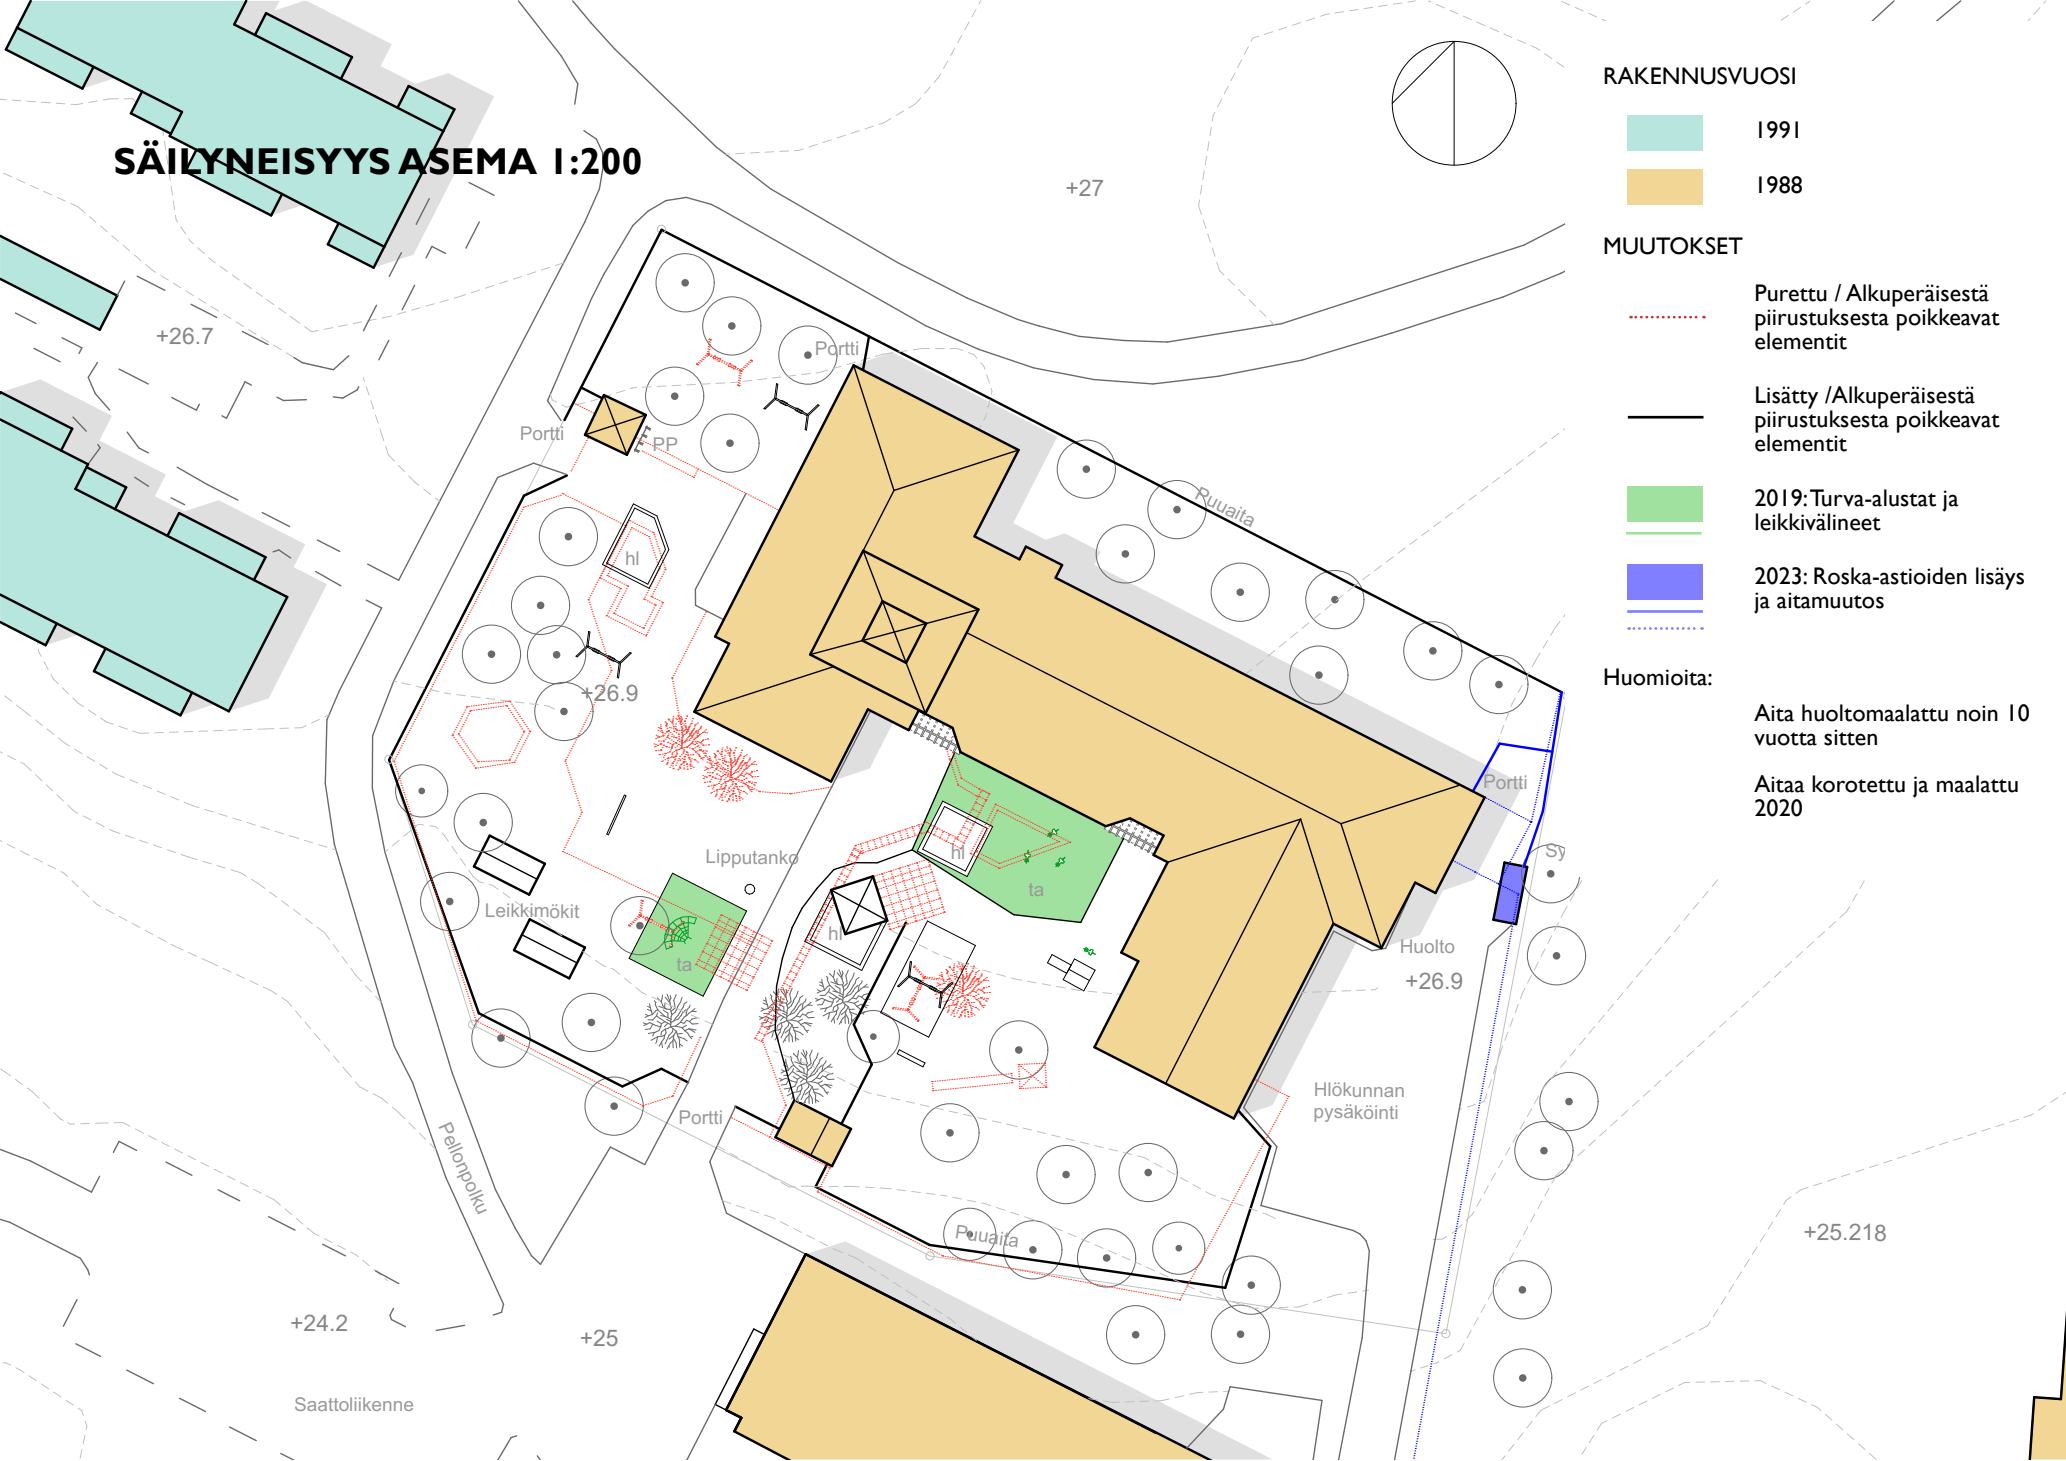 SÄILYNEISYYS ASEMA 1:200
RAKENNUSVUOSI
1991
1988
MUUTOKSET
Purettu / Alkuperäisestä
piirustuksesta poikkeavat
elementit
Lisätty /Alkuperäisestä
piirustuksesta poikkeavat
elementit
2019: Turva-alustat ja
leikkivälineet
2023: Roska-astioiden lisäys
ja aitamuutos
Huomioita:
Aita huoltomaalattu noin 10
vuotta sitten
Aitaa korotettu ja maalattu
2020
+27
+26.7
Portti
Portti
PP
Puuaita
hl
+26.9
Portti
Lipputanko
hl
Sy
ta
Leikkimökit
hl
Huolto
ta
+26.9
Hlökunnan
pysäköinti
Portti
Pellonpolku
Puuaita
+25.218
+24.2
+25
Saattoliikenne